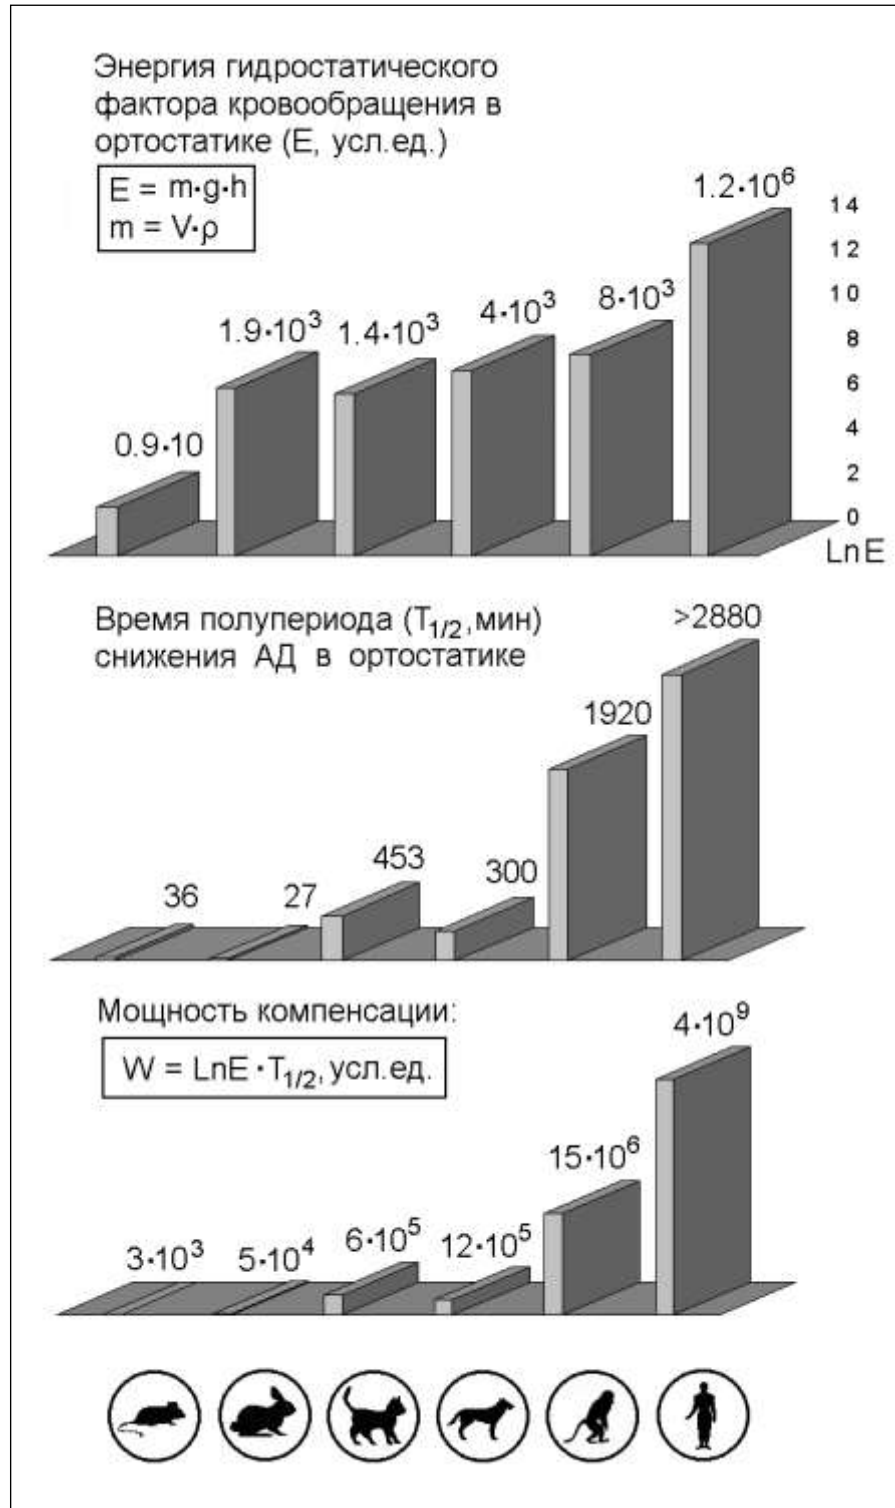 Энергия гидростатического
фактора кровообращения в
ортостатике (E, усл.ед.)
E = m·g·h
m = V·ρ
0.9·10
1.9·10³
1.4·10³
4·10³
8·10³
1.2·10⁶
14
12
10
8
6
4
2
0
LnE
Время полупериода (T₁/₂, мин)
снижения АД в ортостатике
36
27
453
300
1920
>2880
Мощность компенсации:
W = LnE·T₁/₂, усл.ед.
3·10³
5·10⁴
6·10⁵
12·10⁵
15·10⁶
4·10⁹